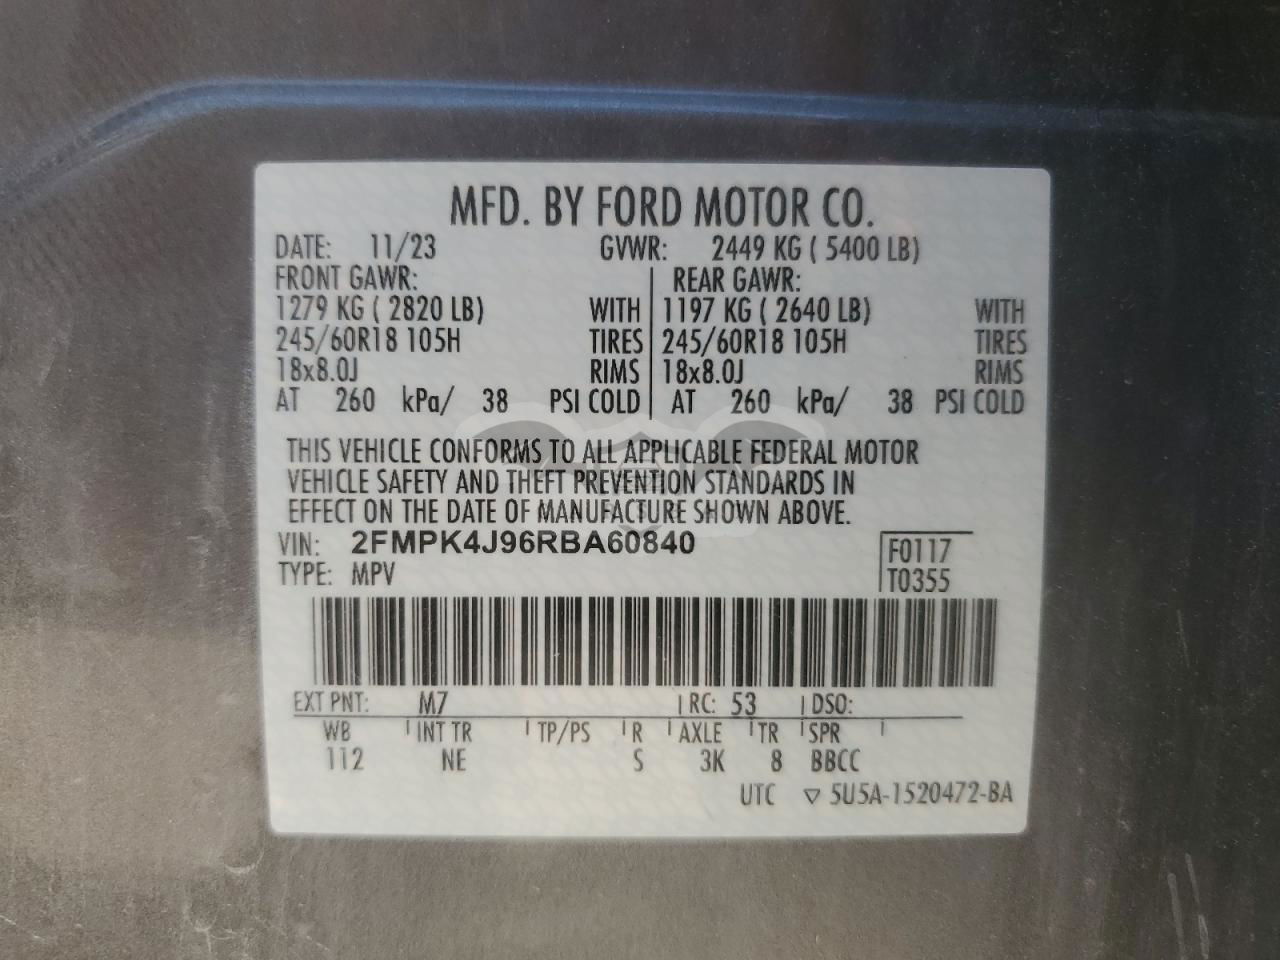 MFD. BY FORD MOTOR CO.
DATE: 11/23 GVWR: 2449 KG ( 5400 LB)
FRONT GAWR: REAR GAWR:
1279 KG ( 2820 LB) WITH 1197 KG ( 2640 LB) WITH
245/60R18 105H TIRES 245/60R18 105H TIRES
18x8.0J RIMS 18x8.0J RIMS
AT 260 kPa/ 38 PSI COLD AT 260 kPa/ 38 PSI COLD
THIS VEHICLE CONFORMS TO ALL APPLICABLE FEDERAL MOTOR
VEHICLE SAFETY AND THEFT PREVENTION STANDARDS IN
EFFECT ON THE DATE OF MANUFACTURE SHOWN ABOVE.
VIN: 2FMPK4J96RBA60840 F0117
TYPE: MPV T0355
EXT PNT: M7 RC: 53 DSO:
WB INT TR TP/PS R AXLE TR SPR
112 NE S 3K 8 BBCC
UTC ▽ 5U5A-1520472-BA